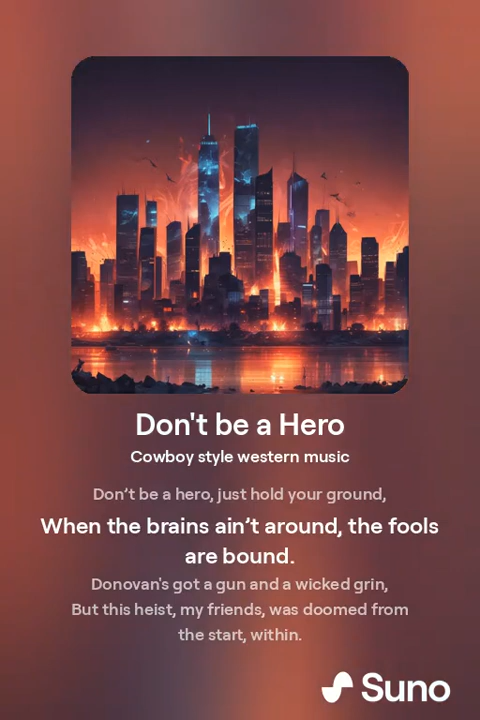 Don't be a Hero
Cowboy style western music
Don’t be a hero, just hold your ground,
When the brains ain’t around, the fools
are bound.
Donovan's got a gun and a wicked grin,
But this heist, my friends, was doomed from
the start, within.
Suno